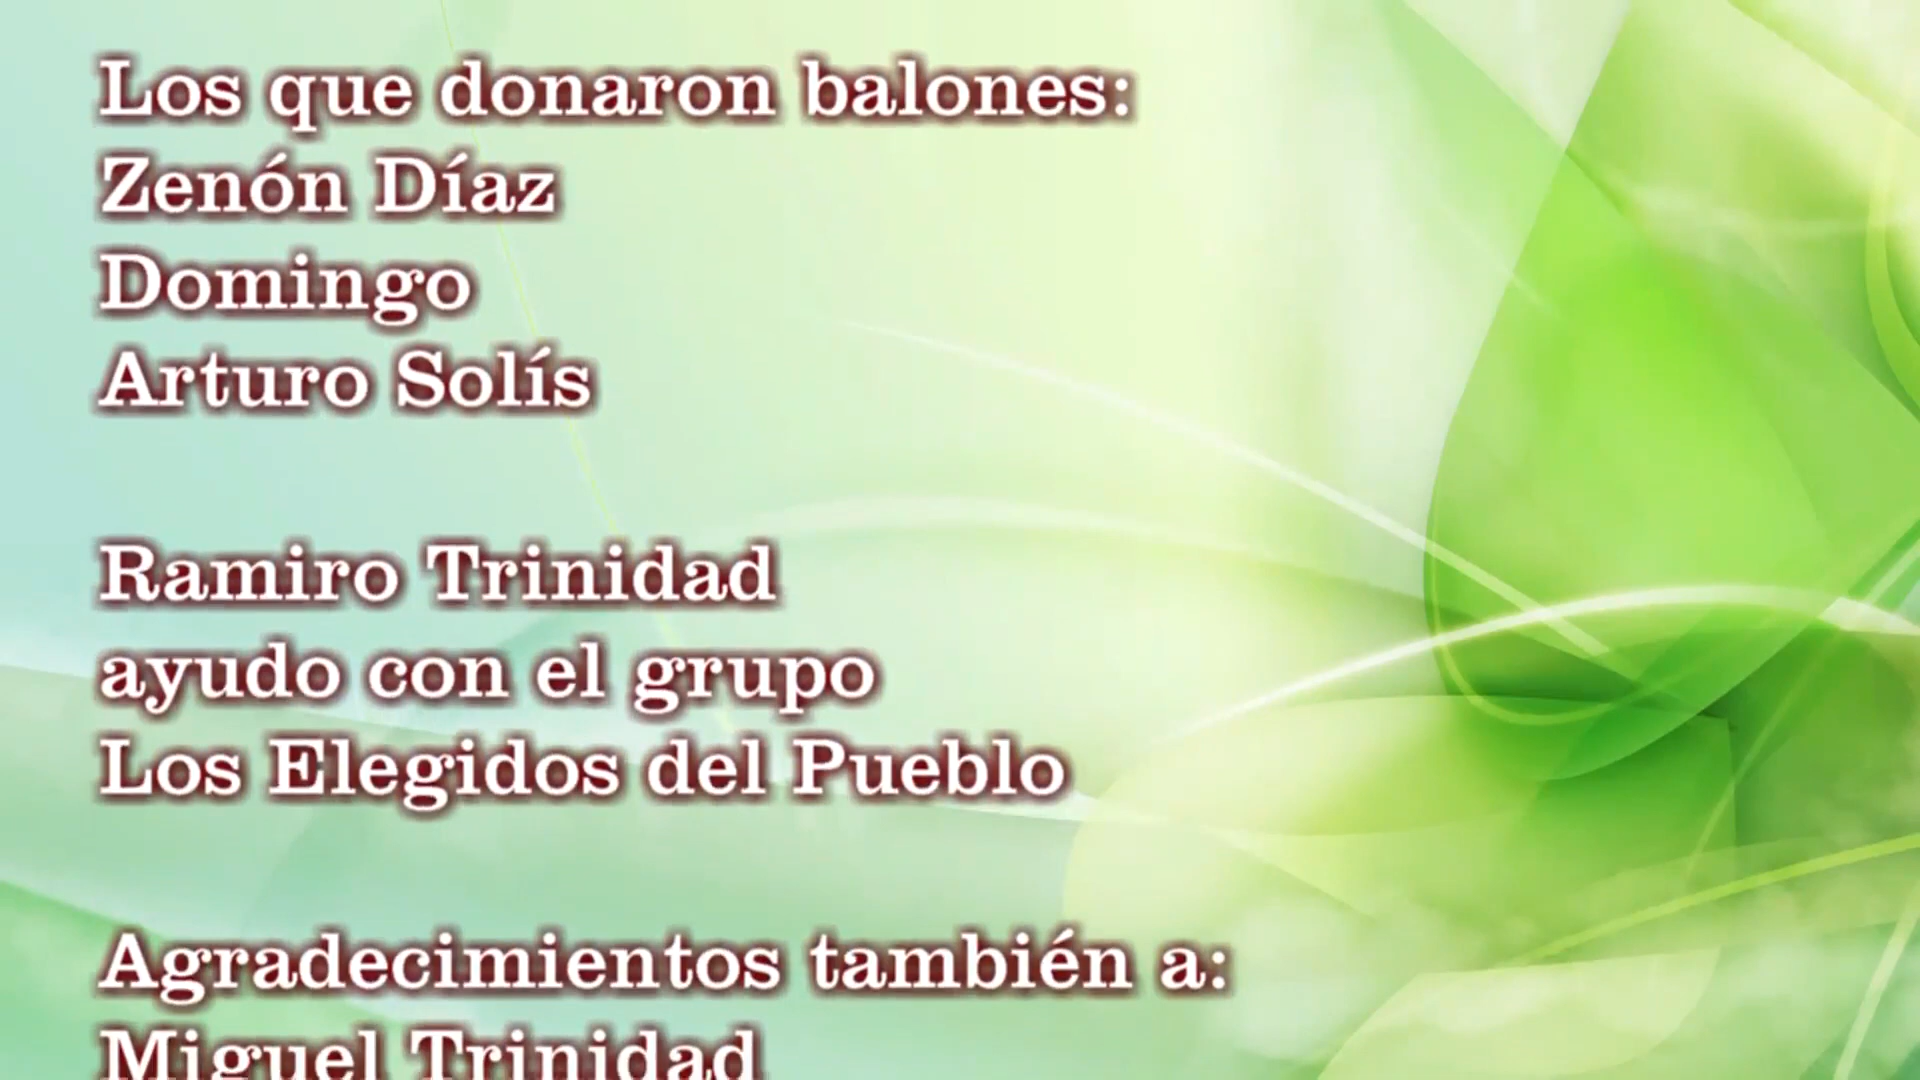 Los que donaron balones:
Zenón Díaz
Domingo
Arturo Solís
Ramiro Trinidad
ayudo con el grupo
Los Elegidos del Pueblo
Agradecimientos también a:
Miguel Trinidad